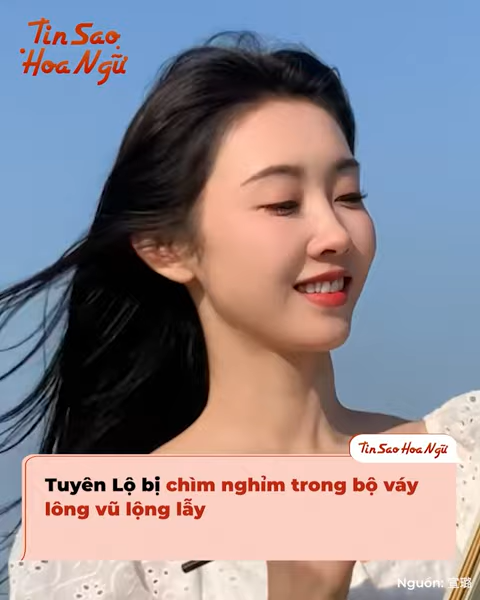 Tin Sao
Hoa Ngữ
Tin Sao Hoa Ngữ
Tuyên Lộ bị chìm nghỉm trong bộ váy
lông vũ lộng lẫy
Nguồn: 宣璐